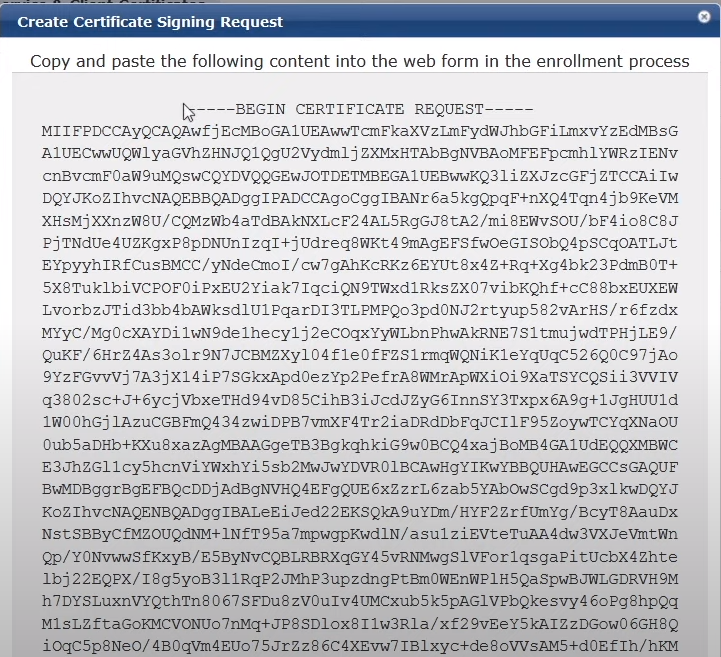 Create Certificate Signing Request
Copy and paste the following content into the web form in the enrollment process
-----BEGIN CERTIFICATE REQUEST-----
MIIFPDCCAyQCAQAwfjEcMBoGA1UEAwwTcmFkaXVzLmFydWJhbGFiLmxvYzEdMBsG
A1UECwwUQWlyaGVhZHNJQ1QgU2VydmljZXMxHTAbBgNVBAoMFEFpcmhlYWRzIENv
cnBvcmF0aW9uMQswCQYDVQQGEwJOTDETMBEGA1UEBwwKQ3liZXJzcGFjZTCCAiIw
DQYJKoZIhvcNAQEBBQADggIPADCCAgoCggIBANr6a5kgQpqF+nXQ4Tqn4jb9KeVM
XHsMjXXnzW8U/CQMzWb4aTdBAkNXLcF24AL5RgGJ8tA2/mi8EWvSOU/bF4io8C8J
PjTNdUe4UZKgxP8pDNUnIzqI+jUdreq8WKt49mAgEFSfwOeGISObQ4pSCqOATLJt
EYpyyhIRfCusBMCC/yNdeCmoI/cw7gAhKcRKz6EYUt8x4Z+Rq+Xg4bk23PdmB0T+
5X8TuklbiVCPOF0iPxEU2Yiak7IqciQN9TWxd1RksZX07vibKQhf+cC88bxEUXEW
LvorbzJTid3bb4bAWksdlU1PqarDI3TLPMPQo3pd0NJ2rtyup582vArHS/r6fzdx
MYyC/Mg0cXAYDi1wN9de1hecy1j2eCOqxYyWLbnPhwAkRNE7S1tmujwdTPHjLE9/
QuKF/6HrZ4As3olr9N7JCBMZXyl04f1e0fFZS1rmqWQNiK1eYqUqC526Q0C97jAo
9YzFGvvVj7A3jX14iP7SGkxApd0ezYp2PefrA8WMrApWXiOi9XaTSYCQSii3VVIV
q3802sc+J+6ycjVbxeTHd94vD85CihB3iJcdJZyG6InnSY3Txpx6A9g+1JgHUU1d
1W00hGjlAzuCGBFmQ434zwiDPB7vmXF4Tr2iaDRdDbFqJCIlF95ZoywTCYqXNaOU
0ub5aDHb+KXu8xazAgMBAAGgeTB3BgkqhkiG9w0BCQ4xajBoMB4GA1UdEQQXMBWC
E3JhZGl1cy5hcnViYWxhYi5sb2MwJwYDVR0lBCAwHgYIKwYBBQUHAwEGCCsGAQUF
BwMDBggrBgEFBQcDDjAdBgNVHQ4EFgQUE6xZzrL6zab5YAbOwSCgd9p3xlkwDQYJ
KoZIhvcNAQENBQADggIBALeEiJed22EKSQkA9uYDm/HYF2ZrfUmYg/BcyT8AauDx
NstSBByCfMZOUQdNM+lNfT95a7mpwgpKwdlN/asu1ziEVteTuAA4dw3VXJeVmtWn
Qp/Y0NvwwSfKxyB/E5ByNvCQBLRBRXqGY45vRNMwgSlVFor1qsgaPitUcbX4Zhte
lbj22EQPX/I8g5yoB3l1RqP2JMhP3upzdngPtBm0WEnWPlH5QaSpwBJWLGDRVH9M
h7DYSLuxnVYQthTn8067SFDu8zV0uIv4UMCxub5k5pAGlVPbQkesvy46oPg8hpQq
M1sLZftaGoKMCVONUo7nMq+JP8SDlox8I1w3Rla/xf29vEeY5kAIZzDGow06GH8Q
iOqC5p8NeO/4B0qVm4EUo75JrZz86C4XEvw7IBlxyc+de8oVVsAM5+d0EfIh/hKM